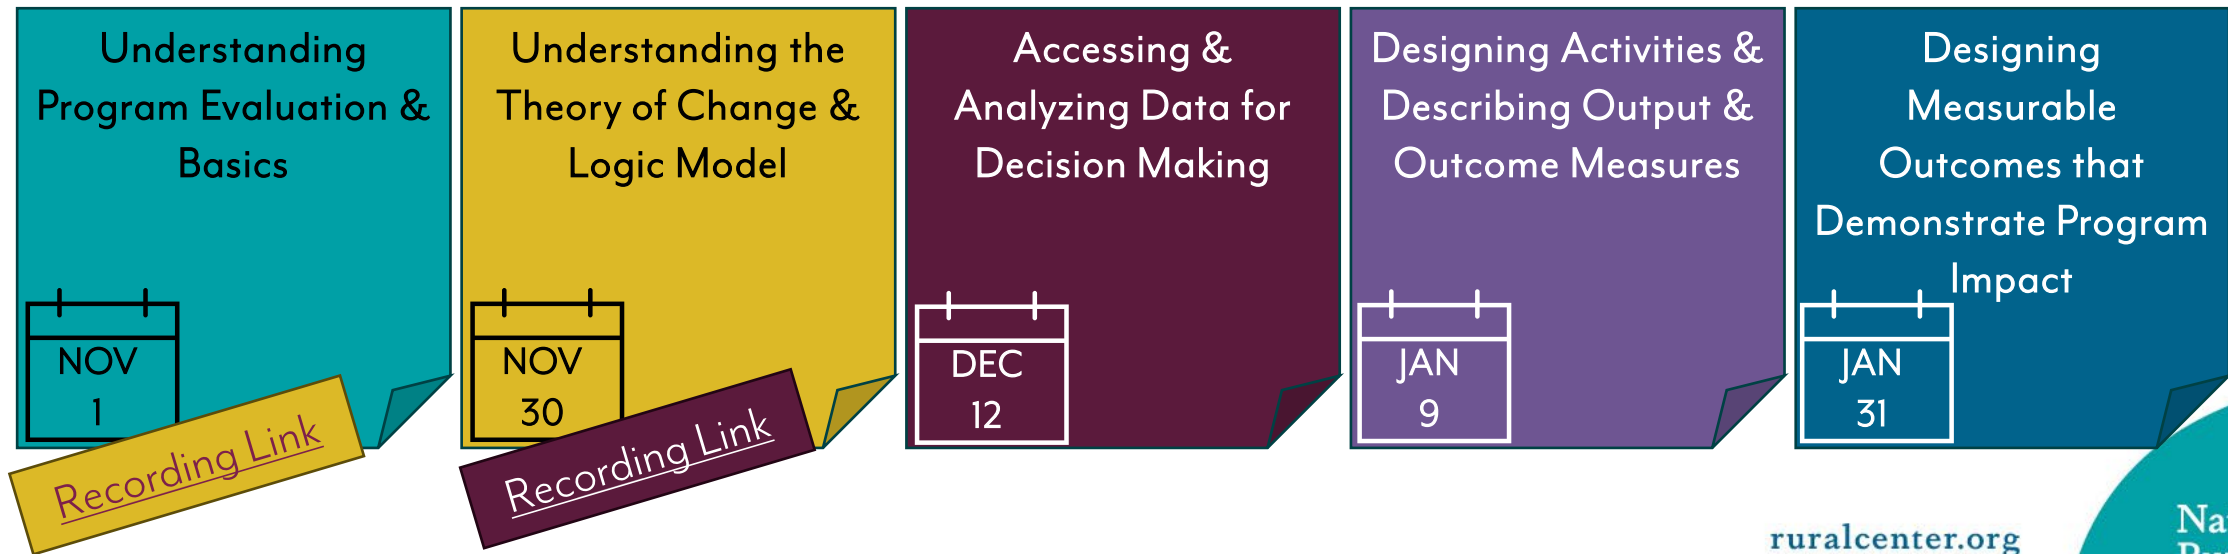 Understanding
Program Evaluation &
Basics
NOV
1
Recording Link
Understanding the
Theory of Change &
Logic Model
NOV
30
Recording Link
Accessing &
Analyzing Data for
Decision Making
DEC
12
Designing Activities &
Describing Output &
Outcome Measures
JAN
9
Designing
Measurable
Outcomes that
Demonstrate Program
Impact
JAN
31
ruralcenter.org